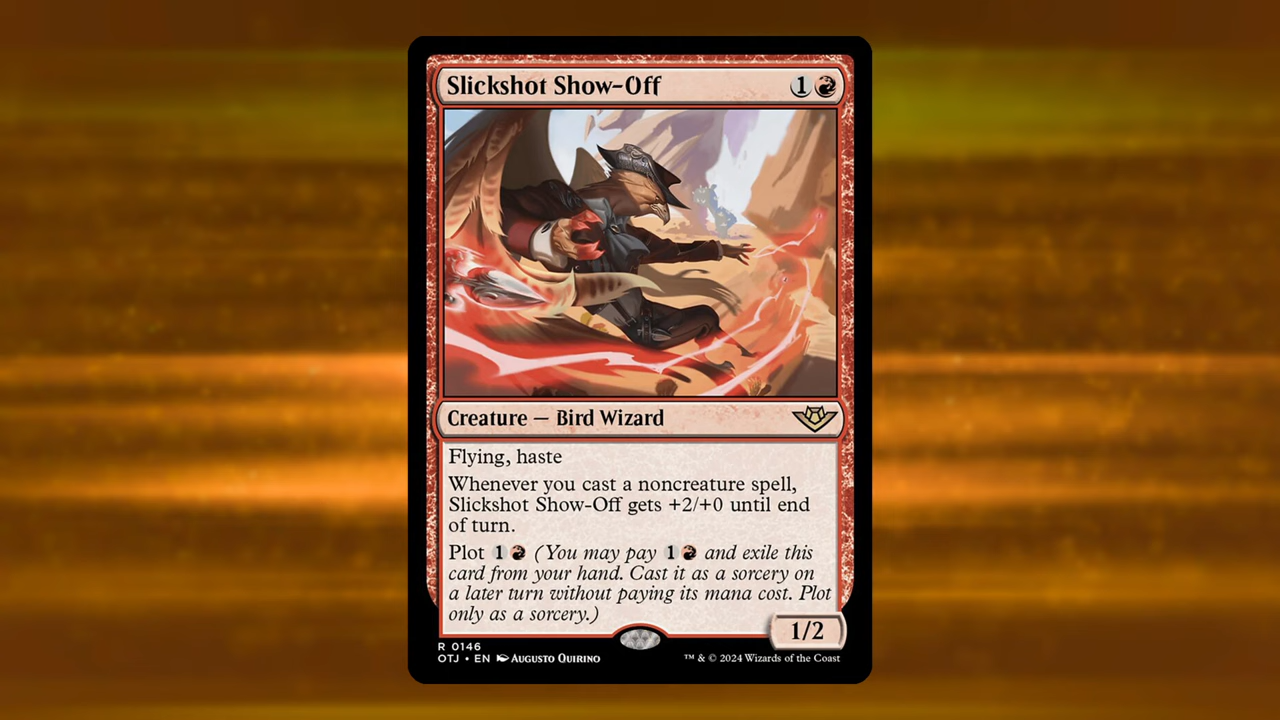 Slickshot Show-Off 1
Creature — Bird Wizard
Flying, haste
Whenever you cast a noncreature spell,
Slickshot Show-Off gets +2/+0 until end
of turn.
Plot 1 (You may pay 1 and exile this
card from your hand. Cast it as a sorcery on
a later turn without paying its mana cost. Plot
only as a sorcery.)
1/2
R 0146
OTJ • EN Augusto Quirino
™ & © 2024 Wizards of the Coast